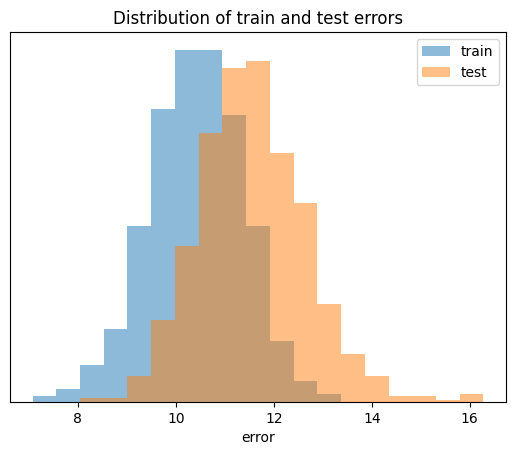 Distribution of train and test errors
train
test
8 10 12 14 16
error